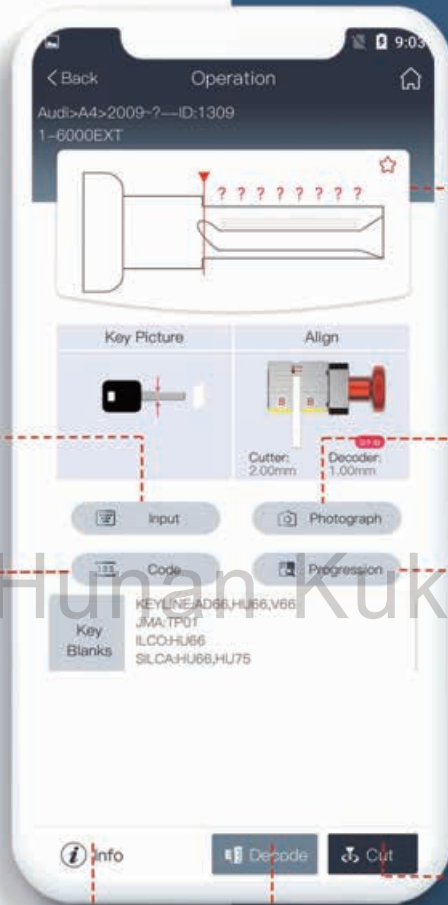 9:03
Back
Operation
Audi>A4>2009-?---ID:1309
1-6000EXT
? ? ? ? ? ? ? ?
Key Picture
Align
B B
Cutter:
2.00mm
Decoder:
1.00mm
Input
Photograph
123
Code
Progression
Hunan Kuk
Key
Blanks
KEYLINE:AD66,HU66,V66
JMA:TP01
ILCO:HU66
SILCA:HU66,HU75
i Info
Decode
Cut